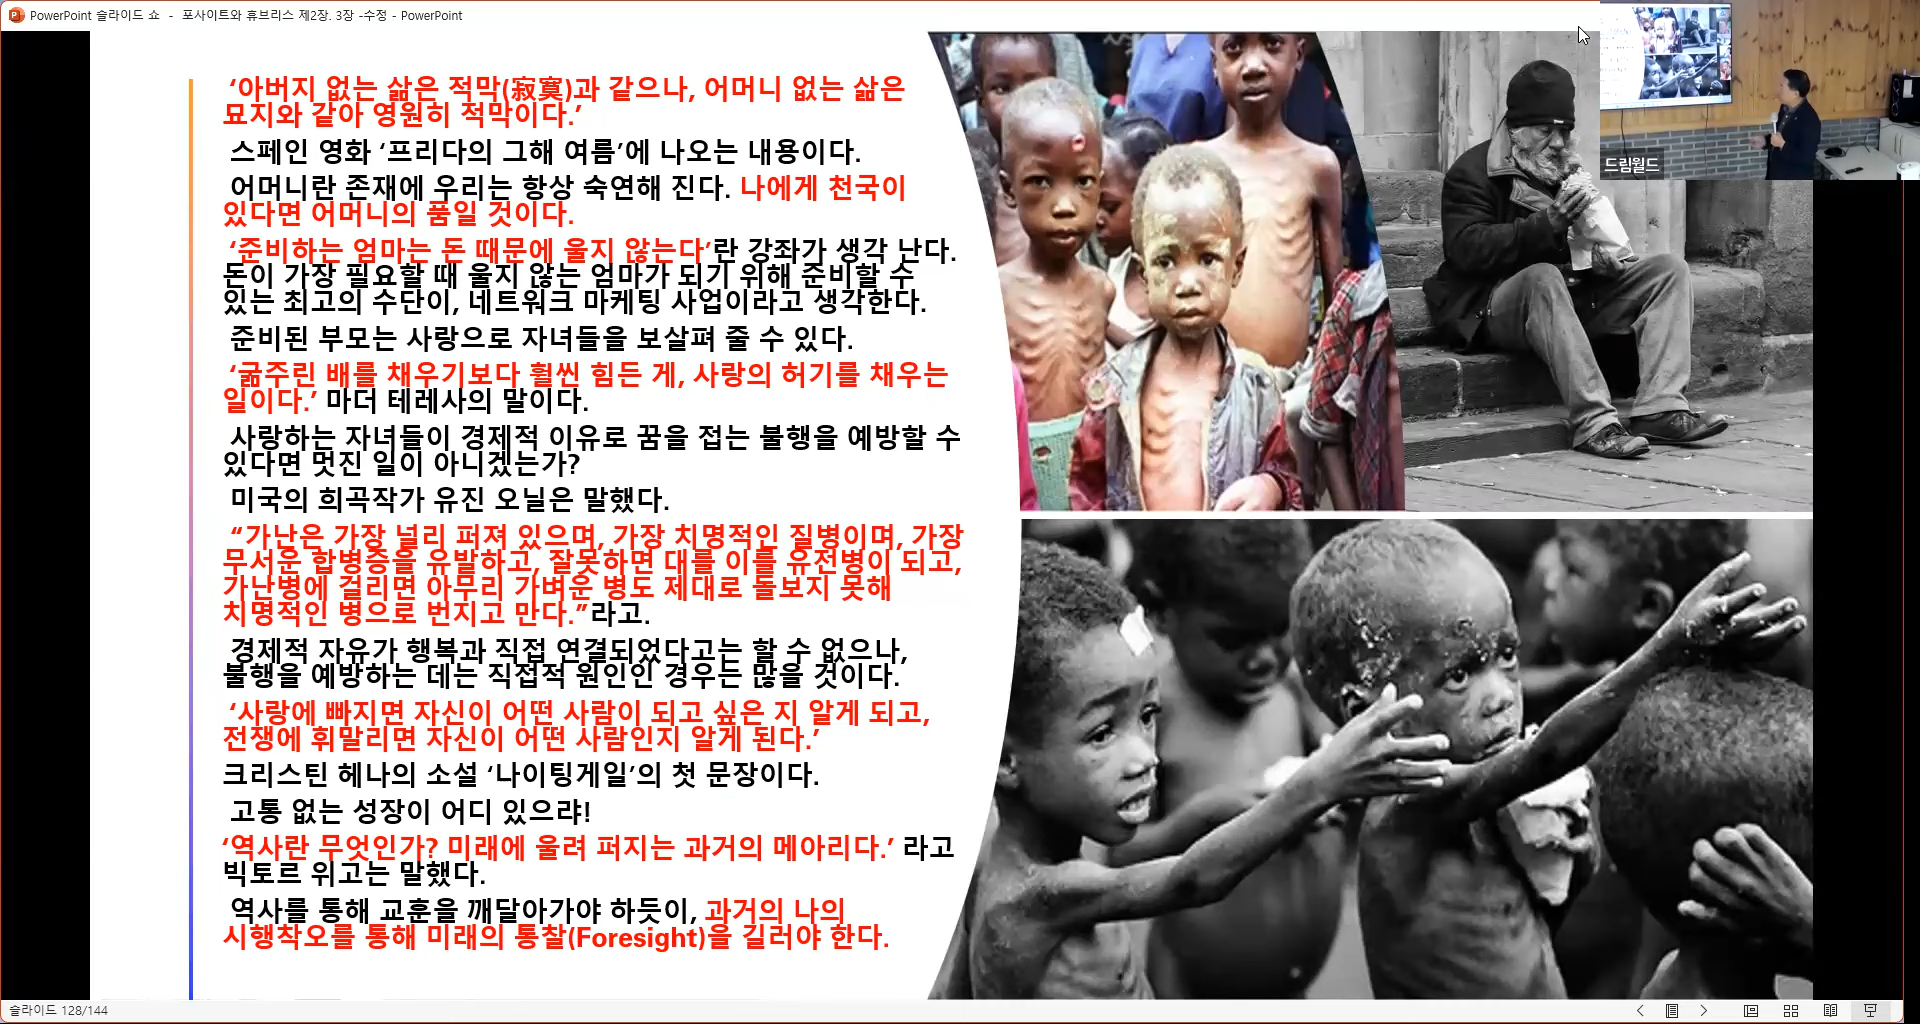 PowerPoint 슬라이드 쇼 - 포사이트와 휴브리스 제2장. 3장 -수정 - PowerPoint
드림월드
‘아버지 없는 삶은 적막(寂寞)과 같으나, 어머니 없는 삶은
묘지와 같아 영원히 적막이다.’
스페인 영화 ‘프리다의 그해 여름’에 나오는 내용이다.
어머니란 존재에 우리는 항상 숙연해 진다. 나에게 천국이
있다면 어머니의 품일 것이다.
‘준비하는 엄마는 돈 때문에 울지 않는다’란 강좌가 생각 난다.
돈이 가장 필요할 때 울지 않는 엄마가 되기 위해 준비할 수
있는 최고의 수단이, 네트워크 마케팅 사업이라고 생각한다.
준비된 부모는 사랑으로 자녀들을 보살펴 줄 수 있다.
‘굶주린 배를 채우기보다 훨씬 힘든 게, 사랑의 허기를 채우는
일이다.’ 마더 테레사의 말이다.
사랑하는 자녀들이 경제적 이유로 꿈을 접는 불행을 예방할 수
있다면 멋진 일이 아니겠는가?
미국의 희곡작가 유진 오닐은 말했다.
“가난은 가장 널리 퍼져 있으며, 가장 치명적인 질병이며, 가장
무서운 합병증을 유발하고, 잘못하면 대를 이를 유전병이 되고,
가난병에 걸리면 아무리 가벼운 병도 제대로 돌보지 못해
치명적인 병으로 번지고 만다.”라고.
경제적 자유가 행복과 직접 연결되었다고는 할 수 없으나,
불행을 예방하는 데는 직접적 원인인 경우는 많을 것이다.
‘사랑에 빠지면 자신이 어떤 사람이 되고 싶은 지 알게 되고,
전쟁에 휘말리면 자신이 어떤 사람인지 알게 된다.’
크리스틴 헤나의 소설 ‘나이팅게일’의 첫 문장이다.
고통 없는 성장이 어디 있으랴!
‘역사란 무엇인가? 미래에 울려 퍼지는 과거의 메아리다.’ 라고
빅토르 위고는 말했다.
역사를 통해 교훈을 깨달아가야 하듯이, 과거의 나의
시행착오를 통해 미래의 통찰(Foresight)을 길러야 한다.
슬라이드 128/144